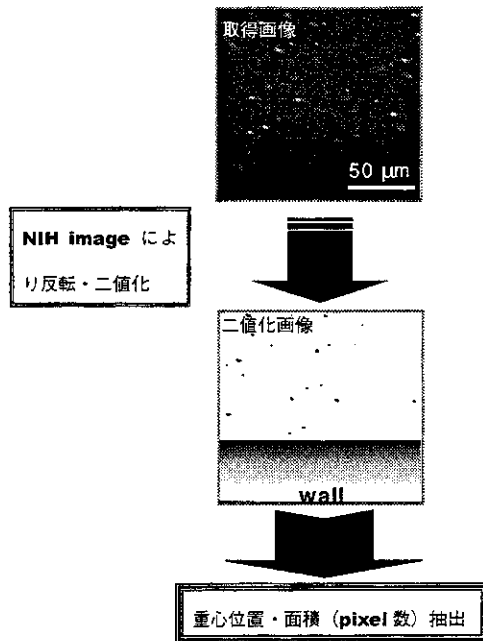 取得画像
50 μm
NIH image によ
り反転・二値化
二値化画像
wall
重心位置・面積（pixel 数）抽出